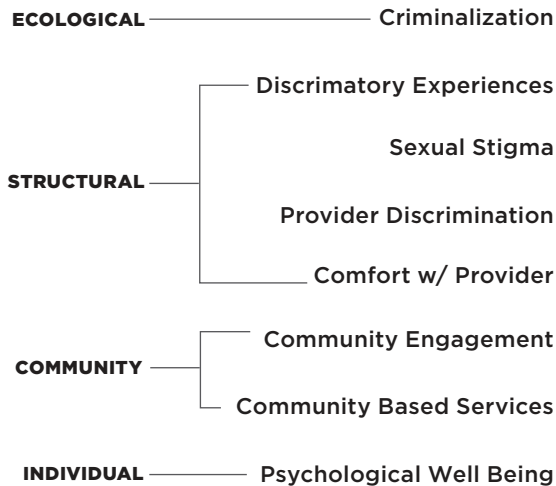 ECOLOGICAL Criminalization
Discrimatory Experiences
Sexual Stigma
STRUCTURAL
Provider Discrimination
Comfort w/ Provider
Community Engagement
COMMUNITY
Community Based Services
INDIVIDUAL Psychological Well Being